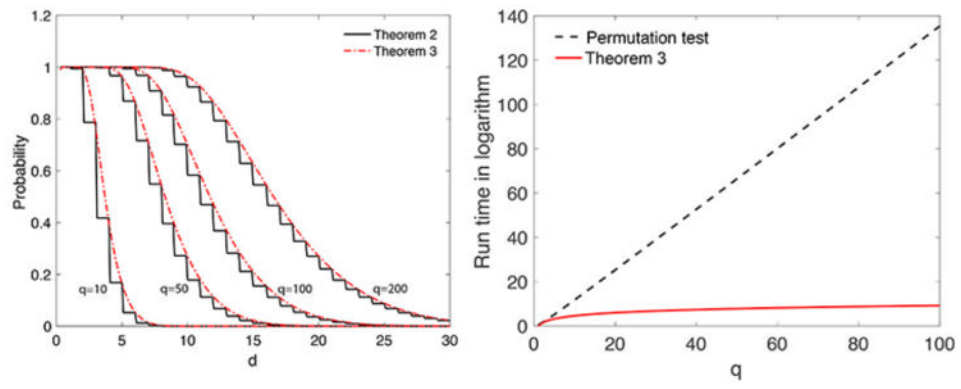 1.2
1
0.8
0.6
0.4
0.2
0
Probability
Theorem 2
Theorem 3
q=10
q=50
q=100
q=200
0 5 10 15 20 25 30
d
140
120
100
80
60
40
20
0
Run time in logarithm
Permutation test
Theorem 3
0 20 40 60 80 100
q